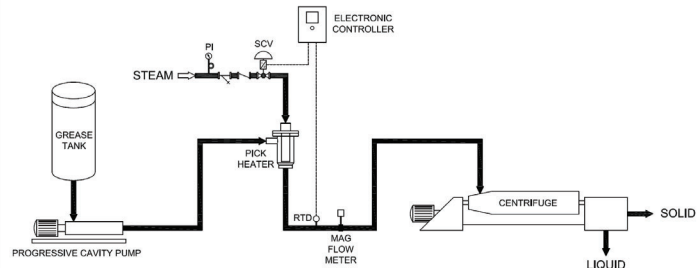 ELECTRONIC
CONTROLLER
PI
SCV
STEAM
GREASE
TANK
PICK
HEATER
RTD
MAG
FLOW
METER
CENTRIFUGE
SOLID
LIQUID
PROGRESSIVE CAVITY PUMP